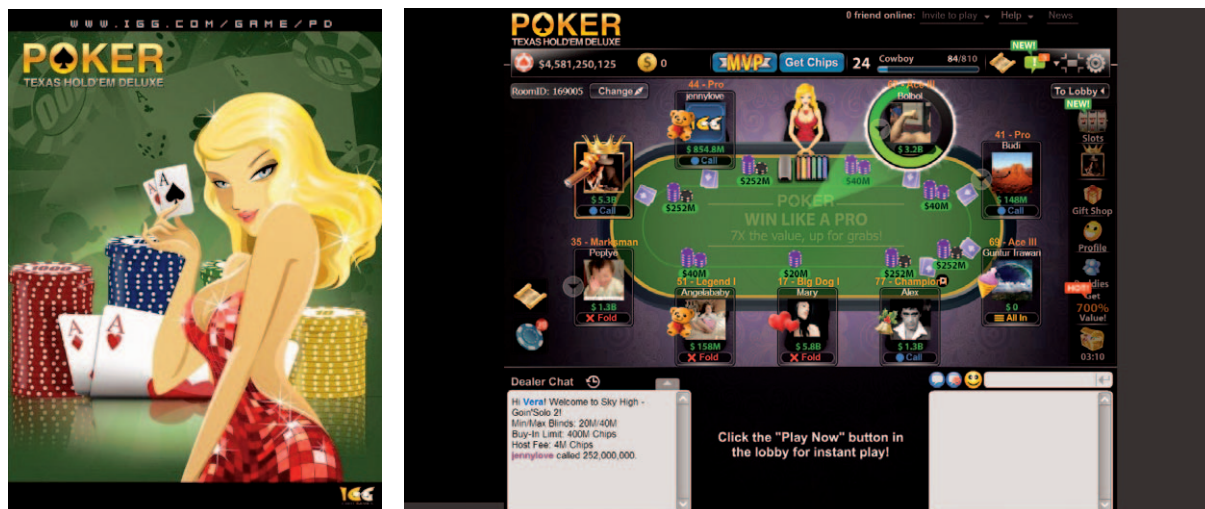 WWW.IGG.COM/GAME/PD
POKER
TEXAS HOLD'EM DELUXE
A
A
A
A
IGG
POKER
TEXAS HOLD'EM DELUXE
0 friend online: Invite to play Help News
$4,581,250,125 0 MVP Get Chips 24 Cowboy 84/810 NEW!
RoomID: 169005 Change To Lobby
44 - Pro
jennylove
IGG
$ 854.8M
Call
Ace III
Bolbol
$ 3.2B
41 - Pro
Budi
$ 148M
Call
$ 5.3B
Call
$252M
$252M
$40M
$40M
POKER
WIN LIKE A PRO
7X the value, up for grabs!
35 - Marksman
Peptye
$ 1.3B
Fold
$40M
$20M
$252M
$252M
51 - Legend I
Angelababy
$ 158M
Fold
17 - Big Dog I
Mary
$ 5.8B
Fold
77 - Champion
Alex
$ 1.3B
Call
69 - Ace III
Guntur Irawan
$ 0
All In
NEW!
Slots
Gift Shop
Profile
Buddies
HOT!
Get
700%
Value!
03:10
Dealer Chat
Hi Vera! Welcome to Sky High -
Goin'Solo 2!
Min/Max Blinds: 20M/40M
Buy-In Limit: 400M Chips
Host Fee: 4M Chips
jennylove called 252,000,000.
Click the "Play Now" button in
the lobby for instant play!